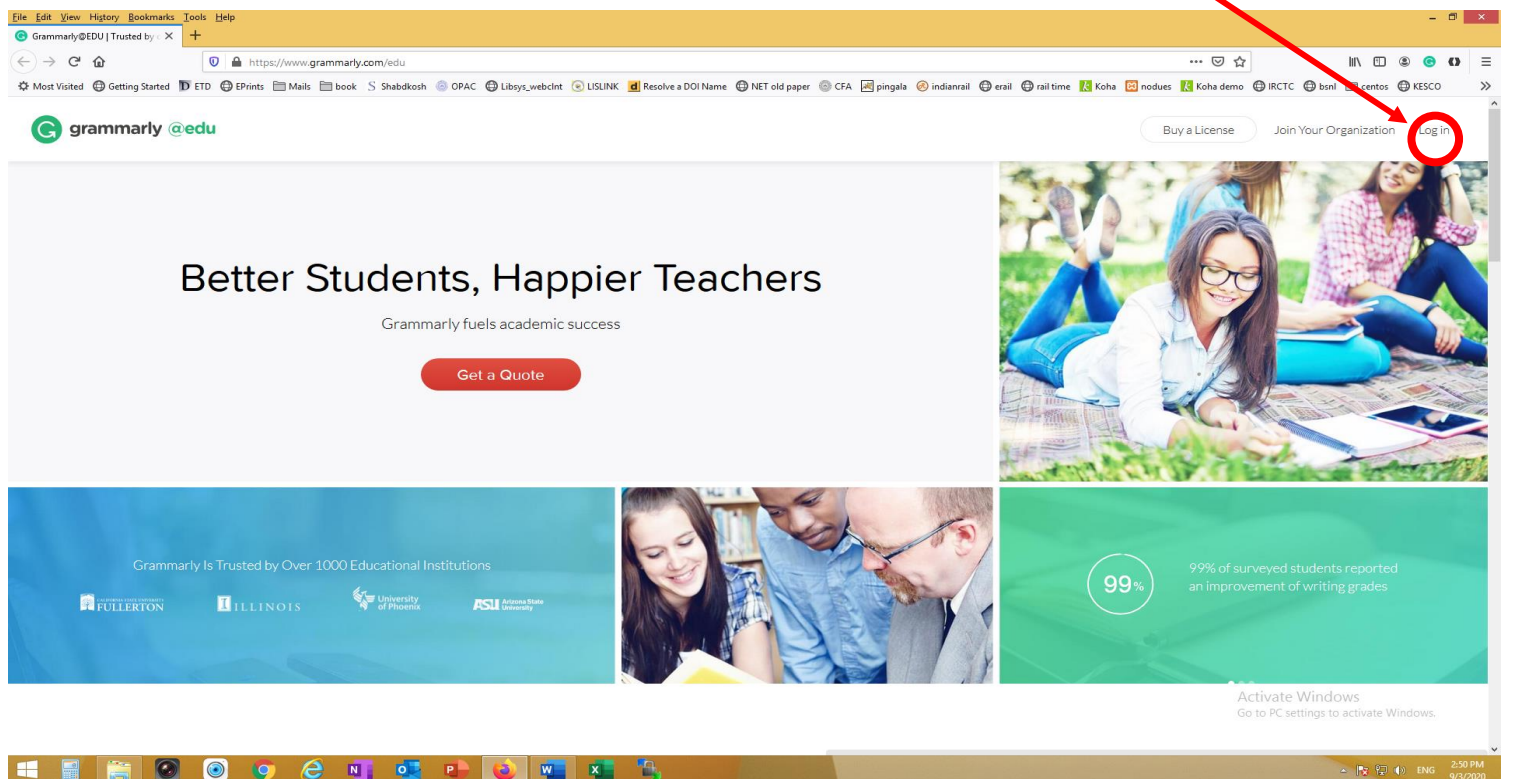 File Edit View History Bookmarks Tools Help
Grammarly@EDU | Trusted by
https://www.grammarly.com/edu
Most Visited Getting Started ETD EPrints Mails book Shabdkosh OPAC Libsys_webclnt LISLINK Resolve a DOI Name NET old paper CFA pingala indianrail erail rail time Koha nodues Koha demo IRCTC bsnl centos KESCO
grammarly @edu
Buy a License Join Your Organization Log in
Better Students, Happier Teachers
Grammarly fuels academic success
Get a Quote
Grammarly Is Trusted by Over 1000 Educational Institutions
CALIFORNIA STATE UNIVERSITY
FULLERTON
ILLINOIS
University
of Phoenix
ASU Arizona State
University
99%
99% of surveyed students reported
an improvement of writing grades
Activate Windows
Go to PC settings to activate Windows.
ENG
2:50 PM
9/3/2020